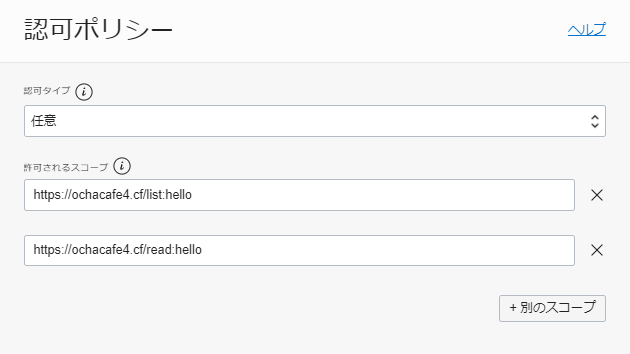 認可ポリシー
ヘルプ
認可タイプ i
任意
許可されるスコープ i
https://ochacafe4.cf/list:hello
https://ochacafe4.cf/read:hello
+ 別のスコープ